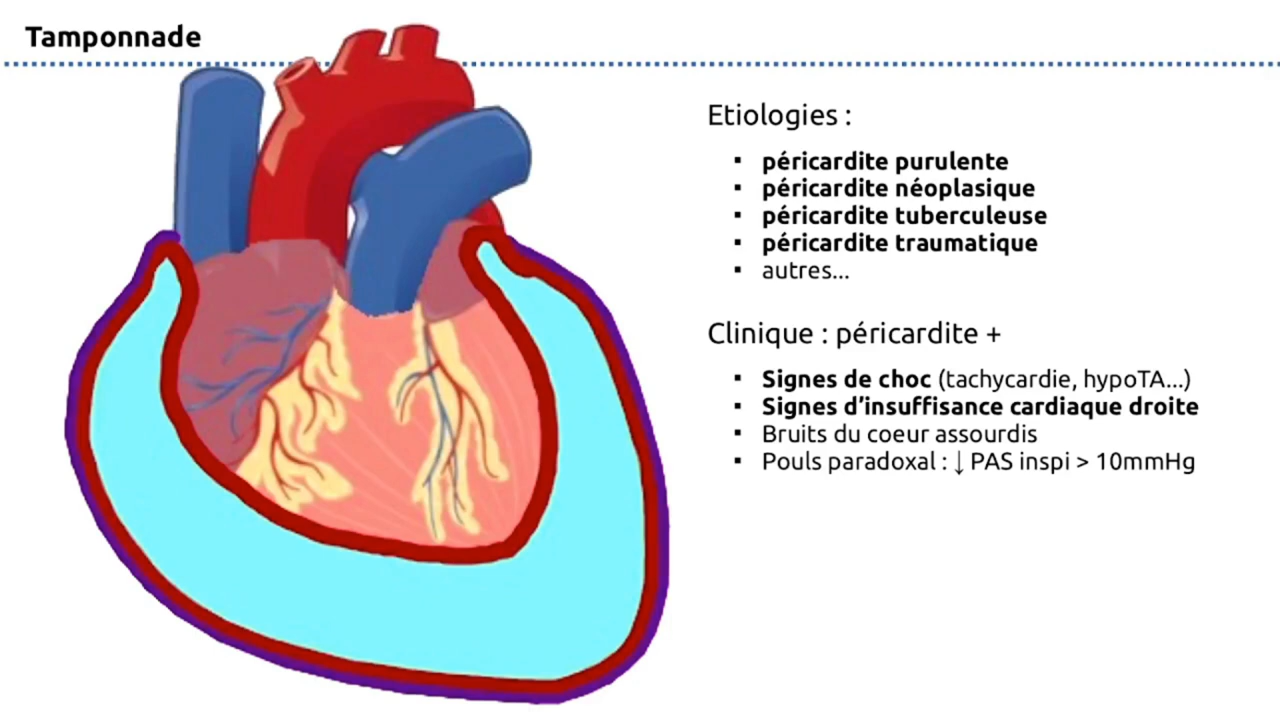 Tamponnade
Etiologies :
▪ péricardite purulente
▪ péricardite néoplasique
▪ péricardite tuberculeuse
▪ péricardite traumatique
▪ autres...
Clinique : péricardite +
▪ Signes de choc (tachycardie, hypoTA...)
▪ Signes d’insuffisance cardiaque droite
▪ Bruits du coeur assourdis
▪ Pouls paradoxal : ↓ PAS inspi > 10mmHg